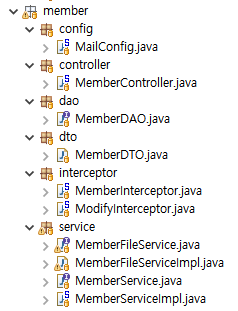 member
config
MailConfig.java
controller
MemberController.java
dao
MemberDAO.java
dto
MemberDTO.java
interceptor
MemberInterceptor.java
ModifyInterceptor.java
service
MemberFileService.java
MemberFileServiceImpl.java
MemberService.java
MemberServiceImpl.java